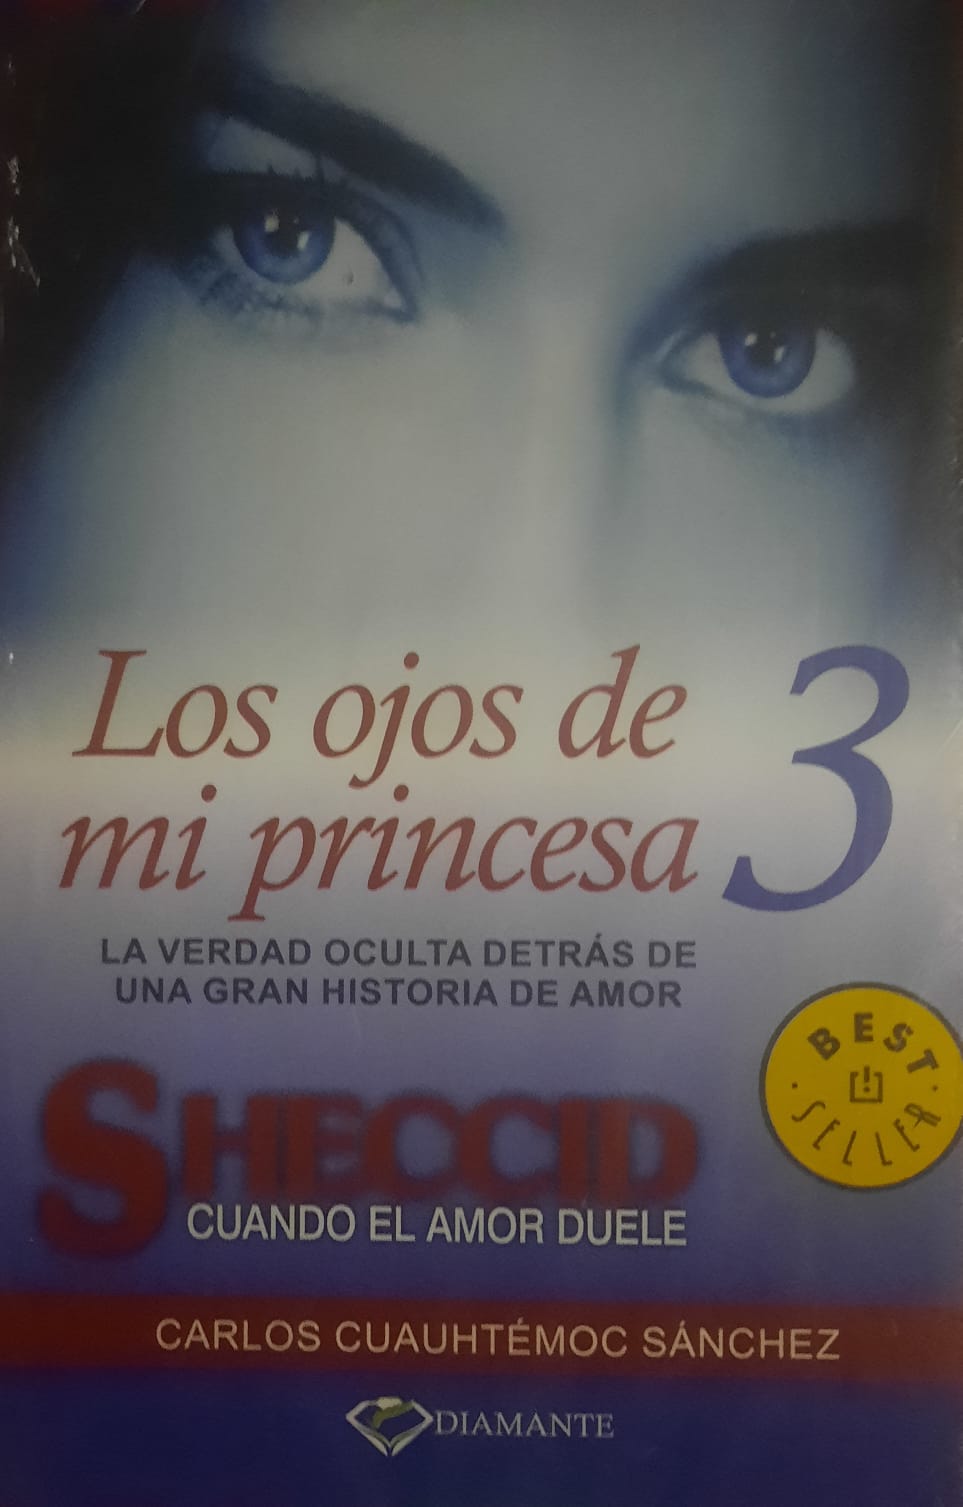 Los ojos de
mi princesa 3
LA VERDAD OCULTA DETRÁS DE
UNA GRAN HISTORIA DE AMOR
BEST
[!]
SELLER
SHECCID
CUANDO EL AMOR DUELE
CARLOS CUAUHTÉMOC SÁNCHEZ
DIAMANTE